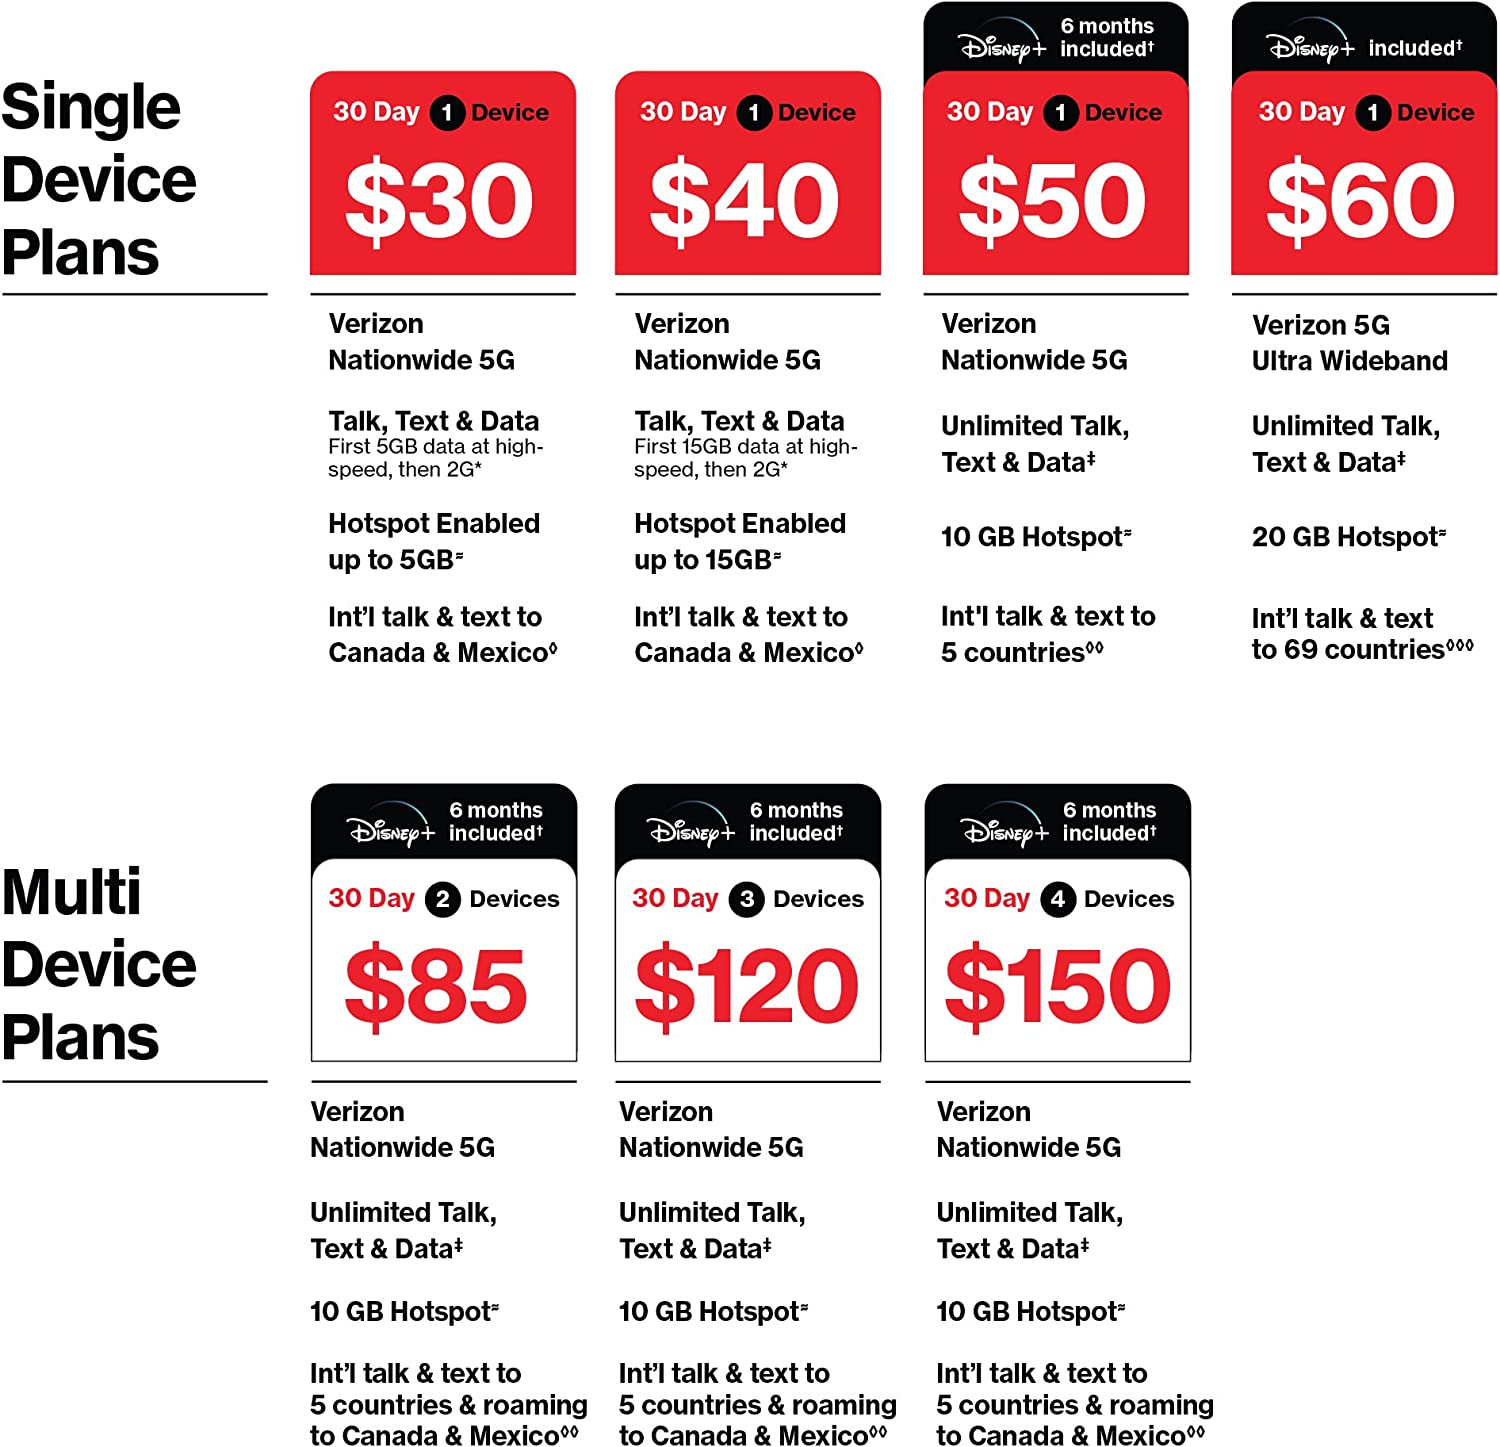 Single
Device
Plans
30 Day 1 Device
$30
Verizon
Nationwide 5G
Talk, Text & Data
First 5GB data at high-
speed, then 2G*
Hotspot Enabled
up to 5GB≈
Int’l talk & text to
Canada & Mexico◊
30 Day 1 Device
$40
Verizon
Nationwide 5G
Talk, Text & Data
First 15GB data at high-
speed, then 2G*
Hotspot Enabled
up to 15GB≈
Int’l talk & text to
Canada & Mexico◊
Disney+
6 months
included†
30 Day 1 Device
$50
Verizon
Nationwide 5G
Unlimited Talk,
Text & Data‡
10 GB Hotspot≈
Int'l talk & text to
5 countries◊◊
Disney+ included†
30 Day 1 Device
$60
Verizon 5G
Ultra Wideband
Unlimited Talk,
Text & Data‡
20 GB Hotspot≈
Int’l talk & text
to 69 countries◊◊◊
Multi
Device
Plans
Disney+
6 months
included†
30 Day 2 Devices
$85
Verizon
Nationwide 5G
Unlimited Talk,
Text & Data‡
10 GB Hotspot≈
Int’l talk & text to
5 countries & roaming
to Canada & Mexico◊◊
Disney+
6 months
included†
30 Day 3 Devices
$120
Verizon
Nationwide 5G
Unlimited Talk,
Text & Data‡
10 GB Hotspot≈
Int’l talk & text to
5 countries & roaming
to Canada & Mexico◊◊
Disney+
6 months
included†
30 Day 4 Devices
$150
Verizon
Nationwide 5G
Unlimited Talk,
Text & Data‡
10 GB Hotspot≈
Int’l talk & text to
5 countries & roaming
to Canada & Mexico◊◊